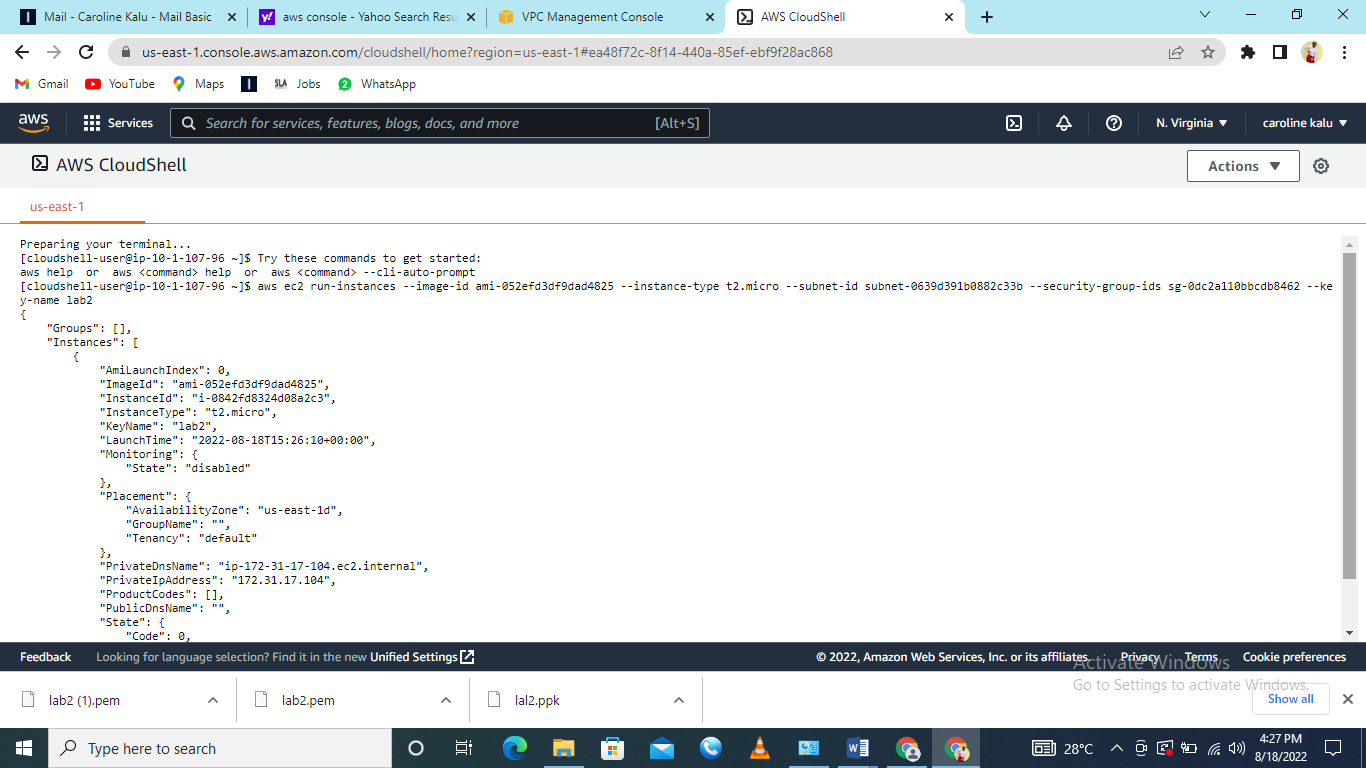 Mail - Caroline Kalu - Mail Basic
aws console - Yahoo Search Resu
VPC Management Console
AWS CloudShell
us-east-1.console.aws.amazon.com/cloudshell/home?region=us-east-1#ea48f72c-8f14-440a-85ef-ebf9f28ac868
Gmail
YouTube
Maps
SLA Jobs
2 WhatsApp
aws
Services
Search for services, features, blogs, docs, and more [Alt+S]
N. Virginia
caroline kalu
AWS CloudShell
Actions
us-east-1
Preparing your terminal...
[cloudshell-user@ip-10-1-107-96 ~]$ Try these commands to get started:
aws help  or  aws <command> help  or  aws <command> --cli-auto-prompt
[cloudshell-user@ip-10-1-107-96 ~]$ aws ec2 run-instances --image-id ami-052efd3df9dad4825 --instance-type t2.micro --subnet-id subnet-0639d391b0882c33b --security-group-ids sg-0dc2a110bbcdb8462 --ke
y-name lab2
{
"Groups": [],
"Instances": [
{
"AmiLaunchIndex": 0,
"ImageId": "ami-052efd3df9dad4825",
"InstanceId": "i-0842fd8324d08a2c3",
"InstanceType": "t2.micro",
"KeyName": "lab2",
"LaunchTime": "2022-08-18T15:26:10+00:00",
"Monitoring": {
"State": "disabled"
},
"Placement": {
"AvailabilityZone": "us-east-1d",
"GroupName": "",
"Tenancy": "default"
},
"PrivateDnsName": "ip-172-31-17-104.ec2.internal",
"PrivateIpAddress": "172.31.17.104",
"ProductCodes": [],
"PublicDnsName": "",
"State": {
"Code": 0,
Feedback
Looking for language selection? Find it in the new Unified Settings
© 2022, Amazon Web Services, Inc. or its affiliates.
Privacy
Terms
Cookie preferences
Activate Windows
Go to Settings to activate Windows.
lab2 (1).pem
lab2.pem
lal2.ppk
Show all
Type here to search
28°C
4:27 PM
8/18/2022